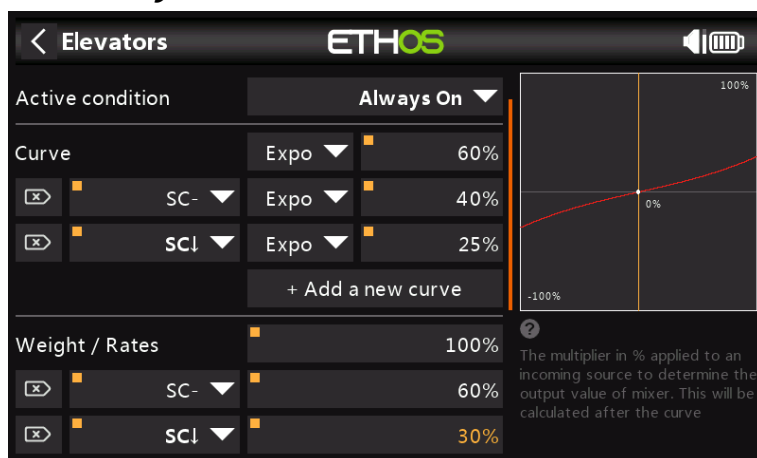 Elevators
ETHOS
Active condition
Always On
Curve
Expo
60%
SC-
Expo
40%
SC↓
Expo
25%
+ Add a new curve
Weight / Rates
100%
SC-
60%
SC↓
30%
100%
0%
-100%
?
The multiplier in % applied to an
incoming source to determine the
output value of mixer. This will be
calculated after the curve